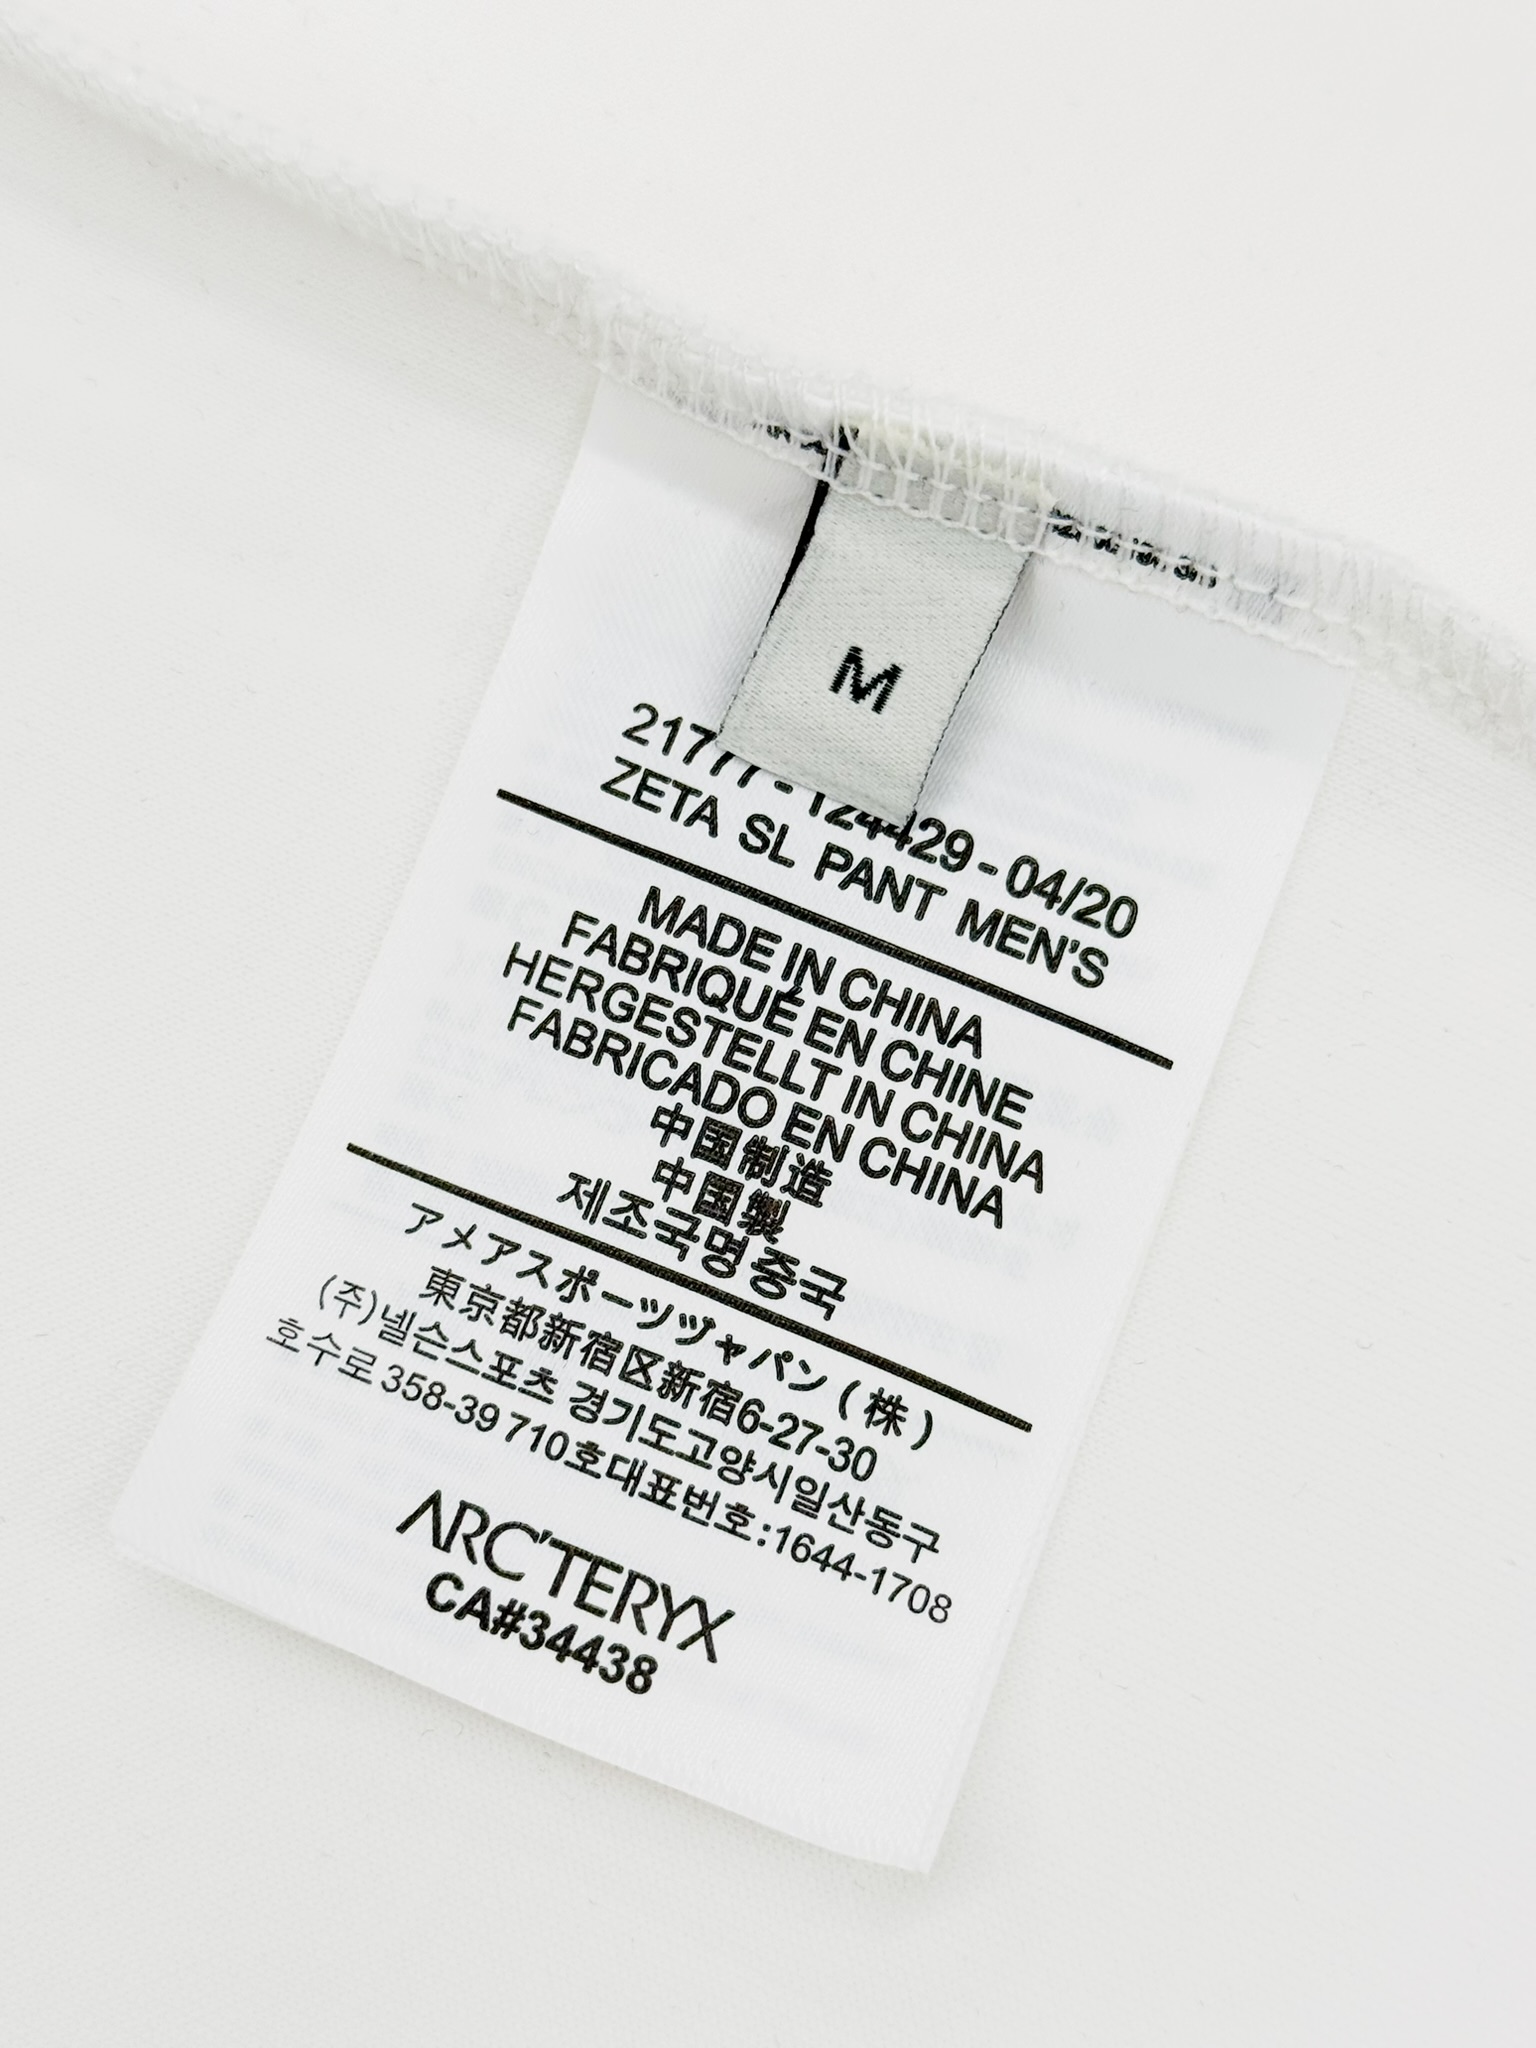 M
21777-124429-04/20
ZETA SL PANT MEN'S
MADE IN CHINA
FABRIQUÉ EN CHINE
HERGESTELLT IN CHINA
FABRICADO EN CHINA
中国制造
中国製
제조국명중국
アメアスポーツヅャパン(株)
東京都新宿区新宿6-27-30
(주)넬슨스포츠 경기도고양시일산동구
호수로 358-39 710호대표번호:1644-1708
ARC'TERYX
CA#34438